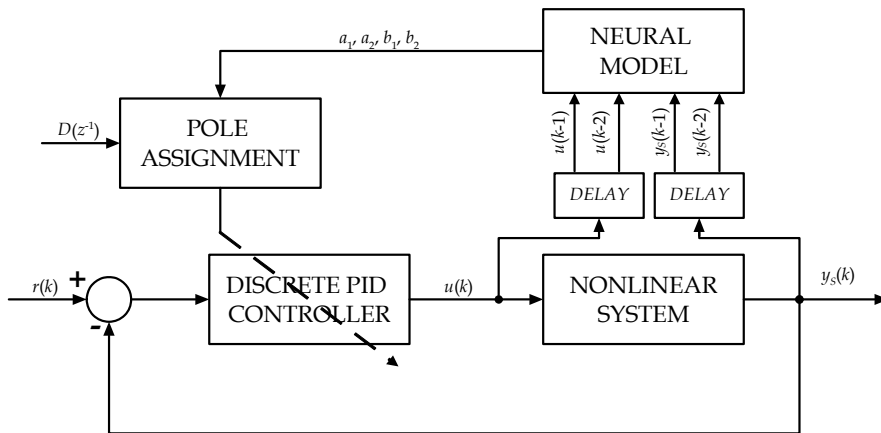 a₁, a₂, b₁, b₂
NEURAL
MODEL
D(z⁻¹)
POLE
ASSIGNMENT
u(k-1)
u(k-2)
yₛ(k-1)
yₛ(k-2)
DELAY
DELAY
r(k)
+
-
DISCRETE PID
CONTROLLER
u(k)
NONLINEAR
SYSTEM
yₛ(k)